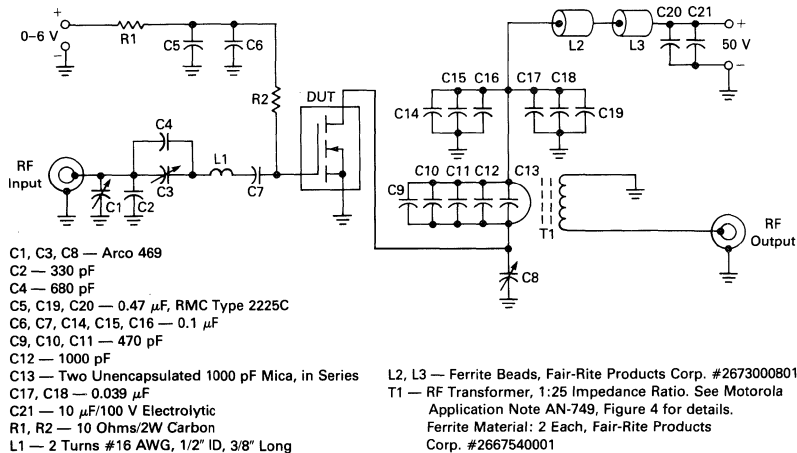 +
0–6 V
–
R1
C5
C6
R2
DUT
C4
RF
Input
C1
C2
C3
L1
C7
C20
C21
L2
L3
+
50 V
–
C15
C16
C17
C18
C14
C19
C10
C11
C12
C13
C9
T1
RF
Output
C8
C1, C3, C8 — Arco 469
C2 — 330 pF
C4 — 680 pF
C5, C19, C20 — 0.47 μF, RMC Type 2225C
C6, C7, C14, C15, C16 — 0.1 μF
C9, C10, C11 — 470 pF
C12 — 1000 pF
C13 — Two Unencapsulated 1000 pF Mica, in Series
C17, C18 — 0.039 μF
C21 — 10 μF/100 V Electrolytic
R1, R2 — 10 Ohms/2W Carbon
L1 — 2 Turns #16 AWG, 1/2" ID, 3/8" Long
L2, L3 — Ferrite Beads, Fair-Rite Products Corp. #2673000801
T1 — RF Transformer, 1:25 Impedance Ratio. See Motorola
Application Note AN-749, Figure 4 for details.
Ferrite Material: 2 Each, Fair-Rite Products
Corp. #2667540001